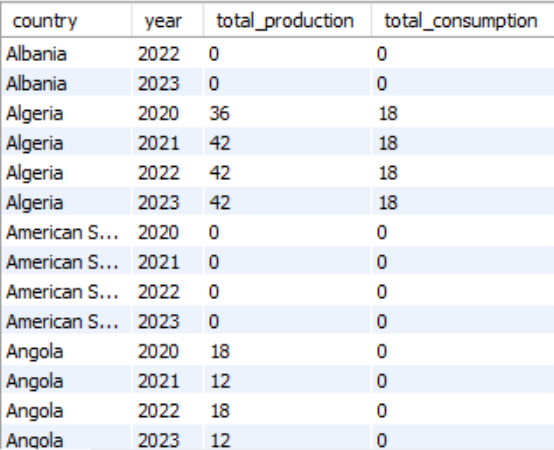 country year total_production total_consumption
Albania 2022 0 0
Albania 2023 0 0
Algeria 2020 36 18
Algeria 2021 42 18
Algeria 2022 42 18
Algeria 2023 42 18
American S... 2020 0 0
American S... 2021 0 0
American S... 2022 0 0
American S... 2023 0 0
Angola 2020 18 0
Angola 2021 12 0
Angola 2022 18 0
Angola 2023 12 0